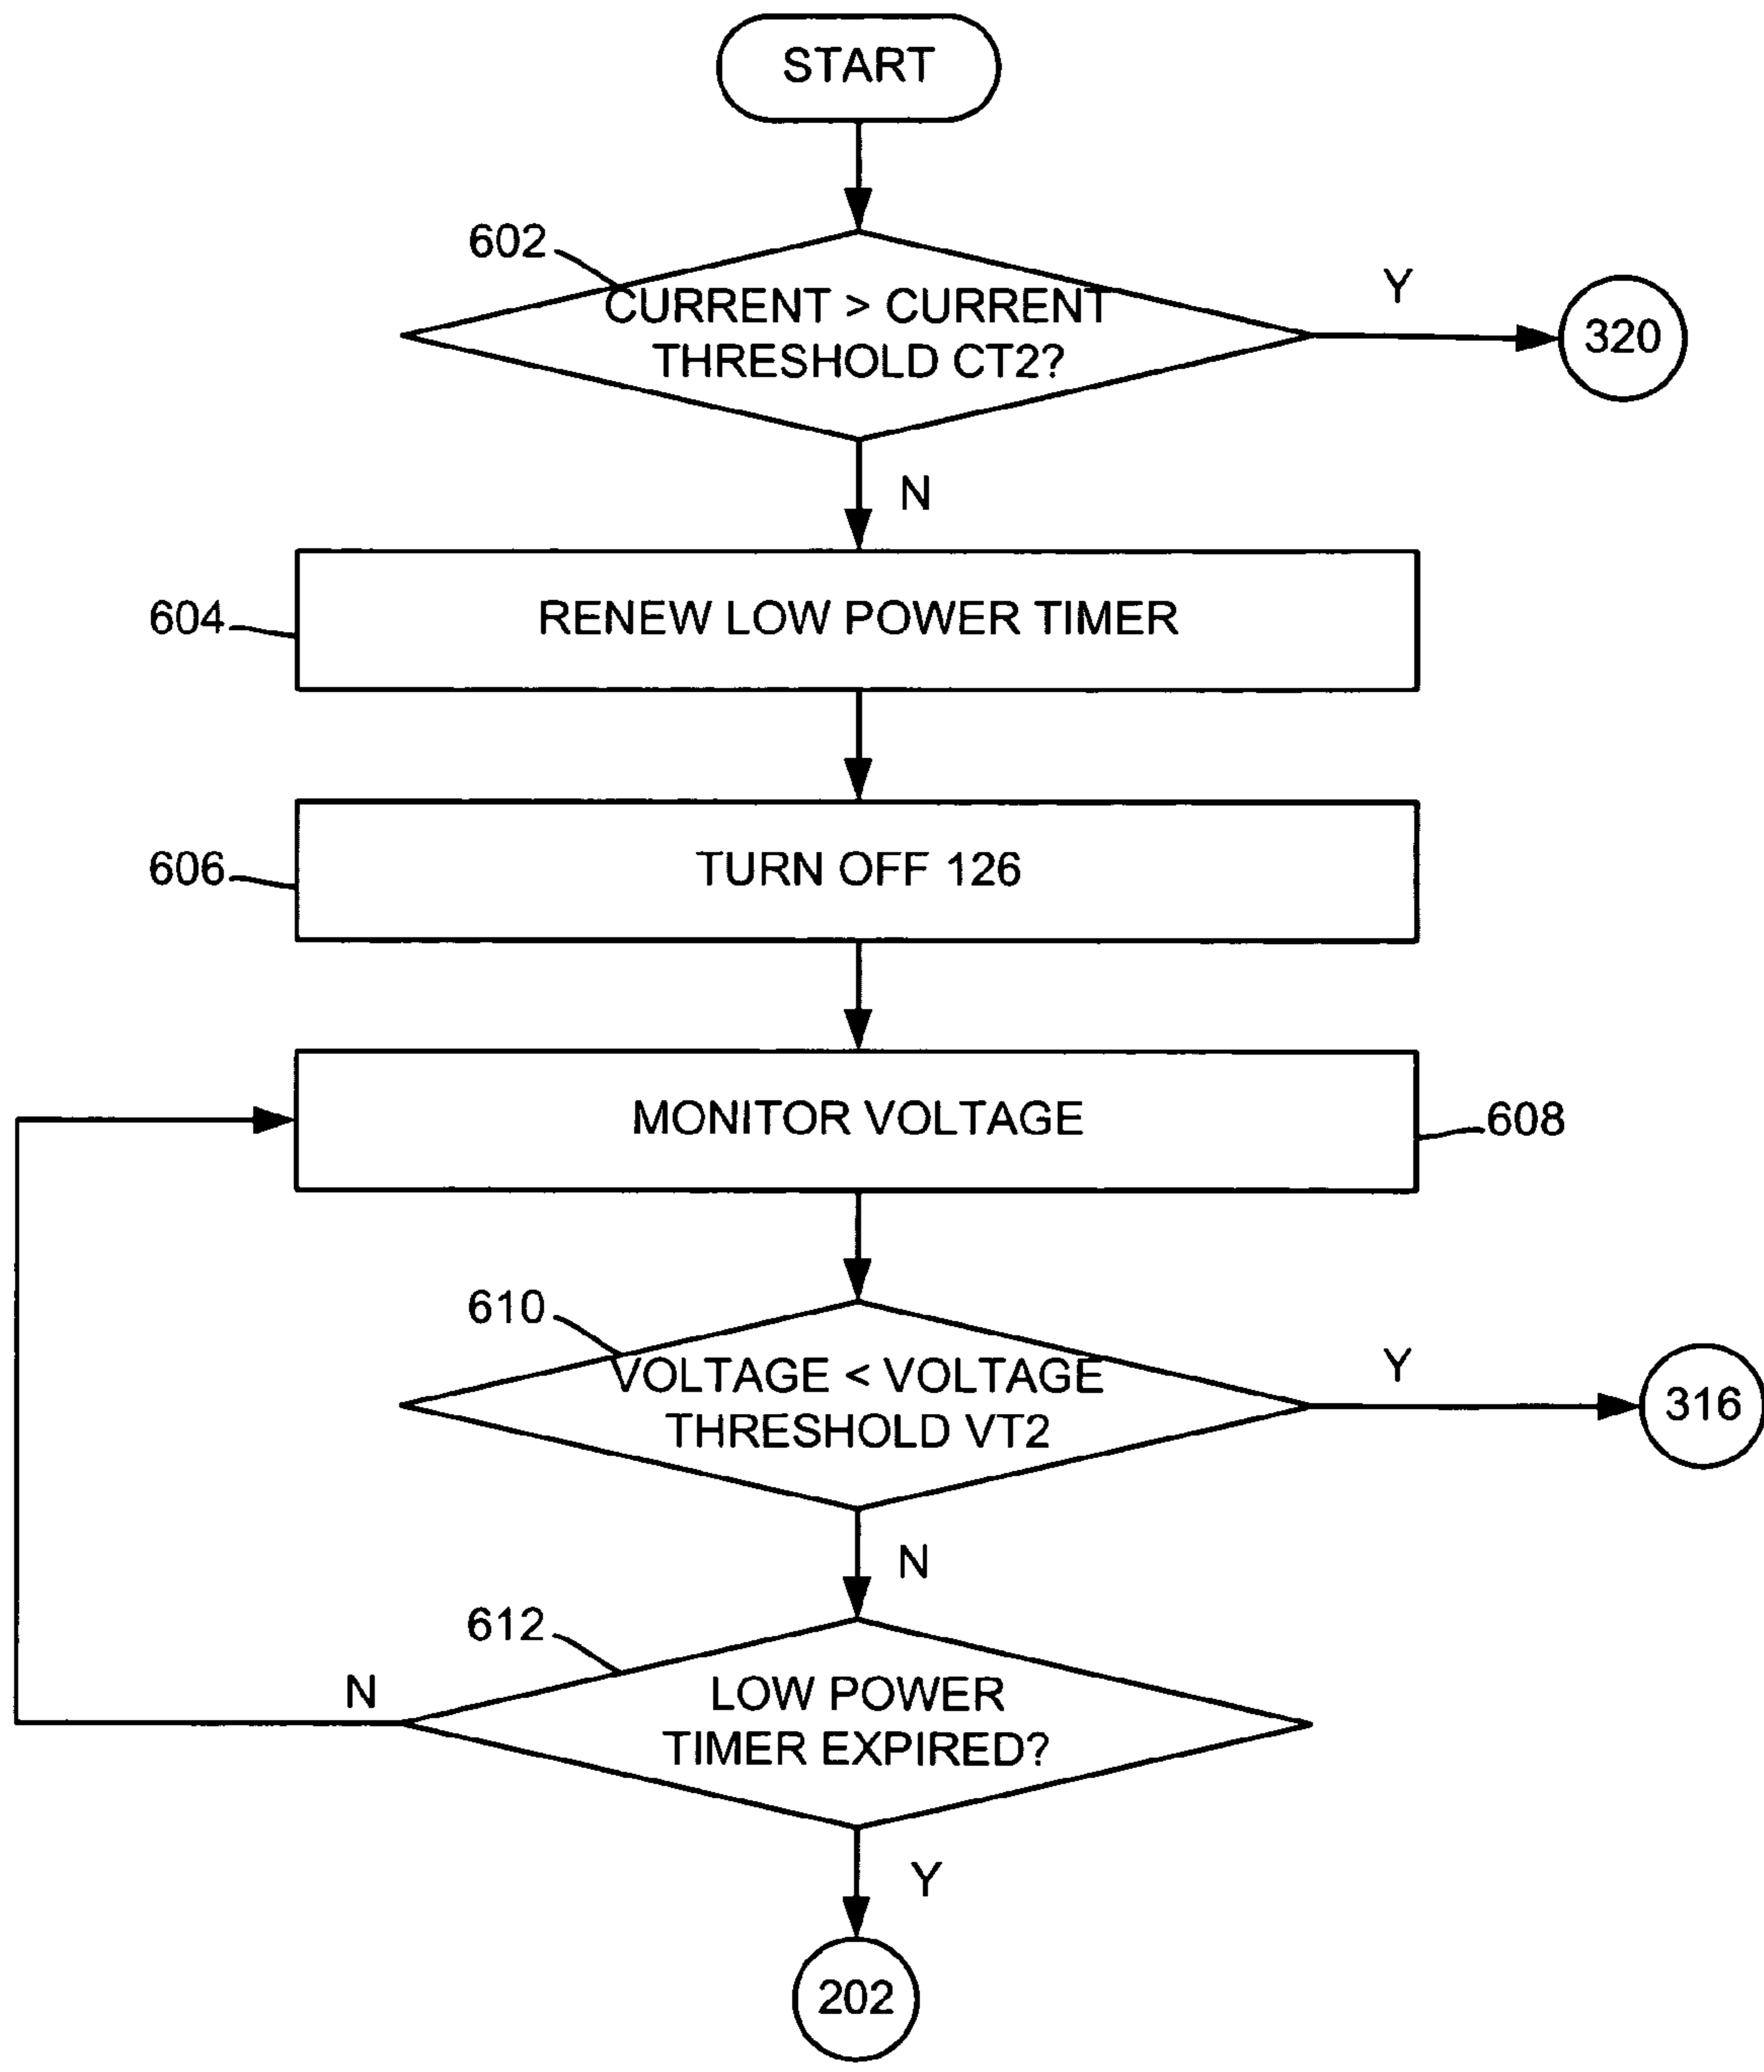 START
602
CURRENT > CURRENT
THRESHOLD CT2?
Y
320
N
604
RENEW LOW POWER TIMER
606
TURN OFF 126
MONITOR VOLTAGE
608
610
VOLTAGE < VOLTAGE
THRESHOLD VT2
Y
316
N
612
N
LOW POWER
TIMER EXPIRED?
Y
202